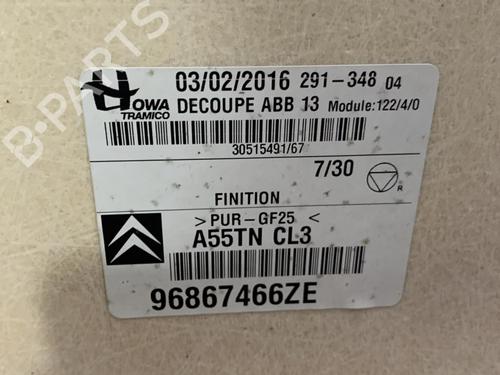 B-PARTS
HOWA
TRAMICO
03/02/2016 291-348 04
DECOUPE ABB 13 Module:122/4/0
30515491/67
7/30
R
FINITION
>PUR-GF25<
A55TN CL3
96867466ZE